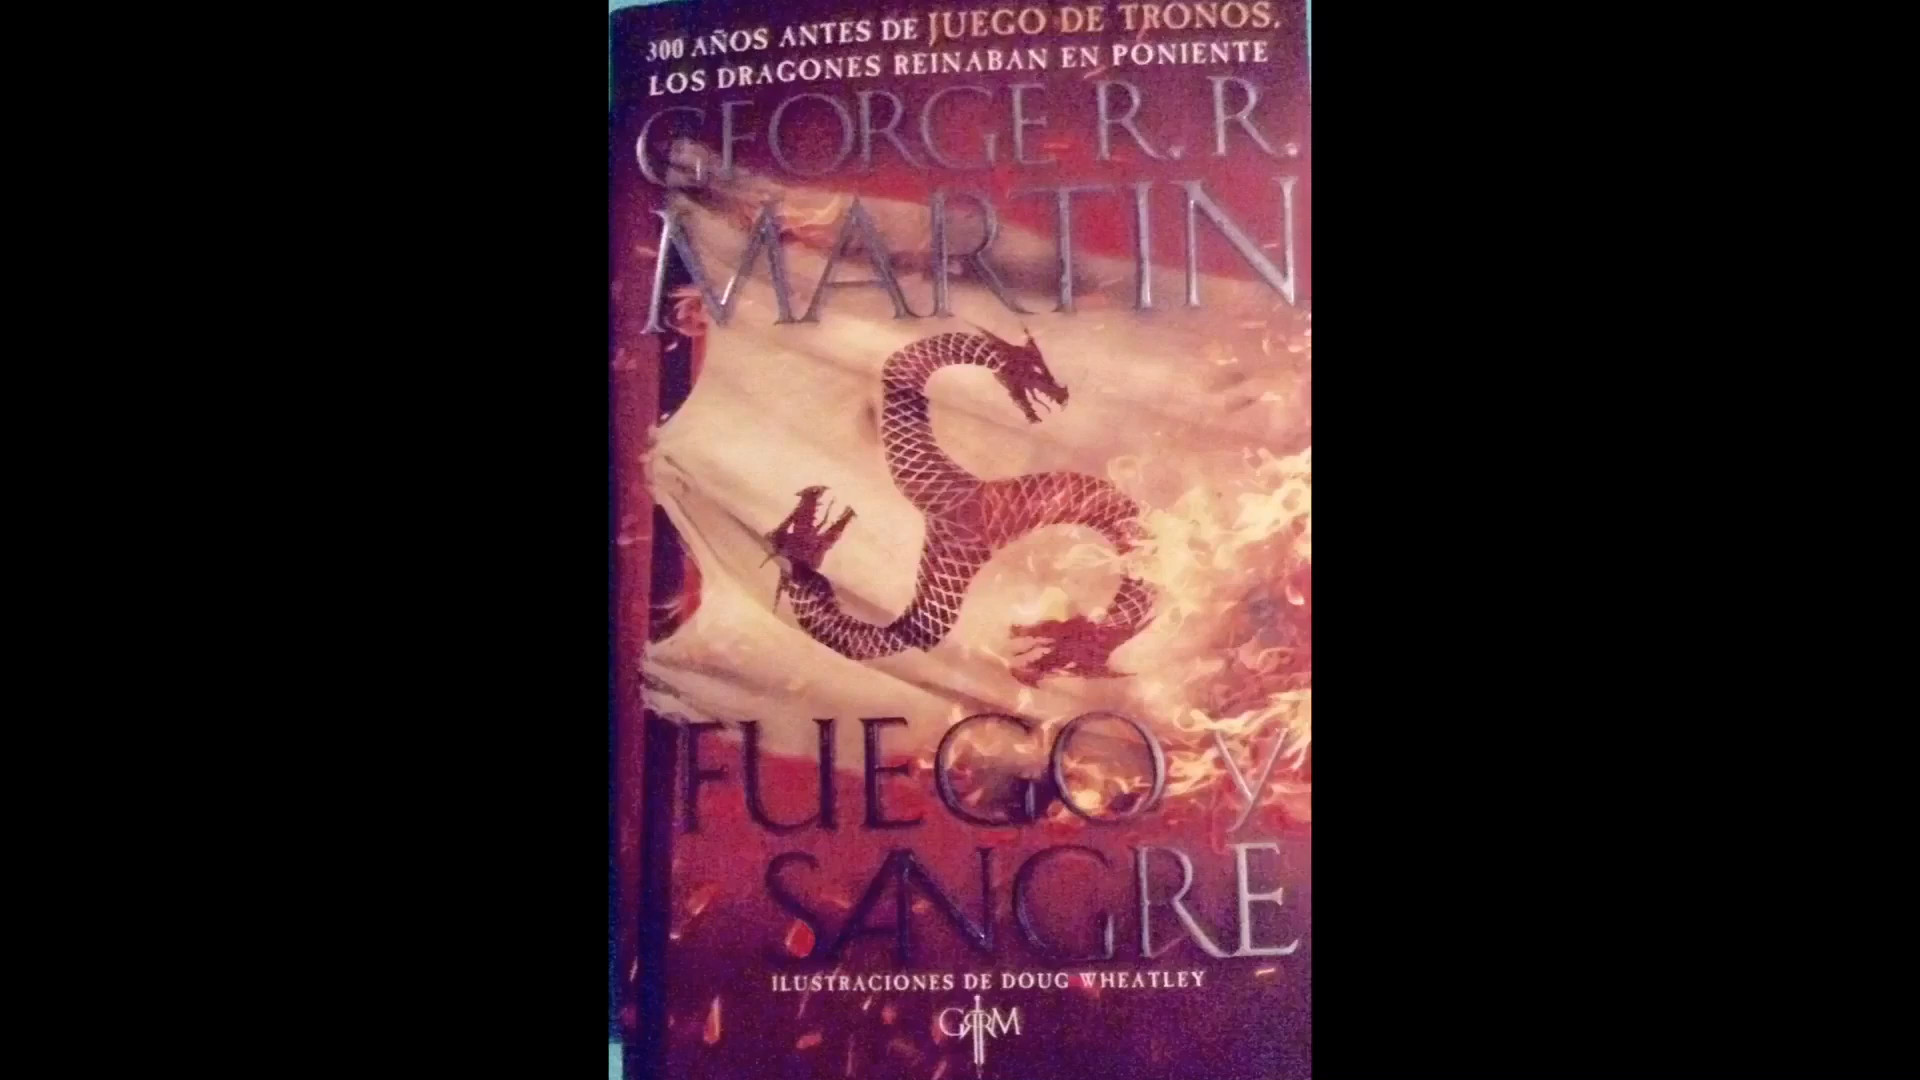 300 AÑOS ANTES DE JUEGO DE TRONOS,
LOS DRAGONES REINABAN EN PONIENTE
GEORGE R. R.
MARTIN
FUEGO Y
SANGRE
ILUSTRACIONES DE DOUG WHEATLEY
GRRM